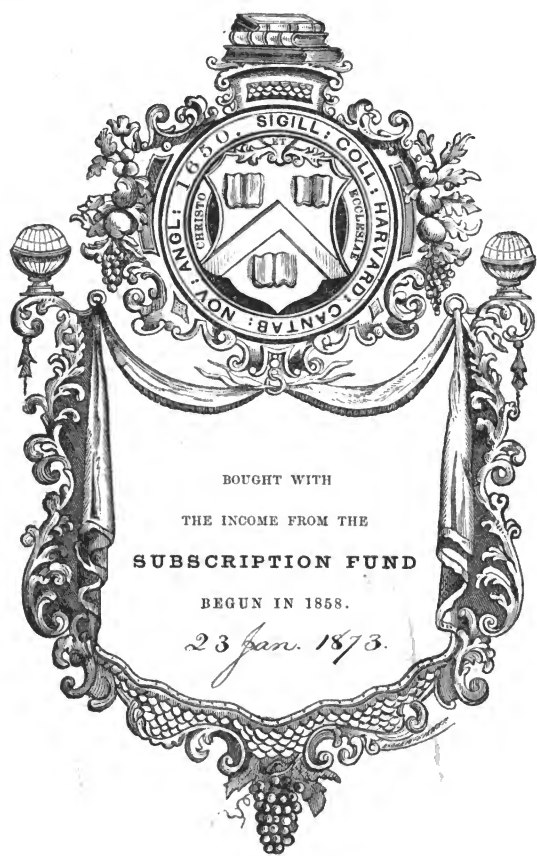 SIGILL: COLL: HARVARD: CANTAB: NOV: ANGL: 1650.
CHRISTO
ET
ECCLESIAE
BOUGHT WITH
THE INCOME FROM THE
SUBSCRIPTION FUND
BEGUN IN 1858.
23 Jan. 1873.